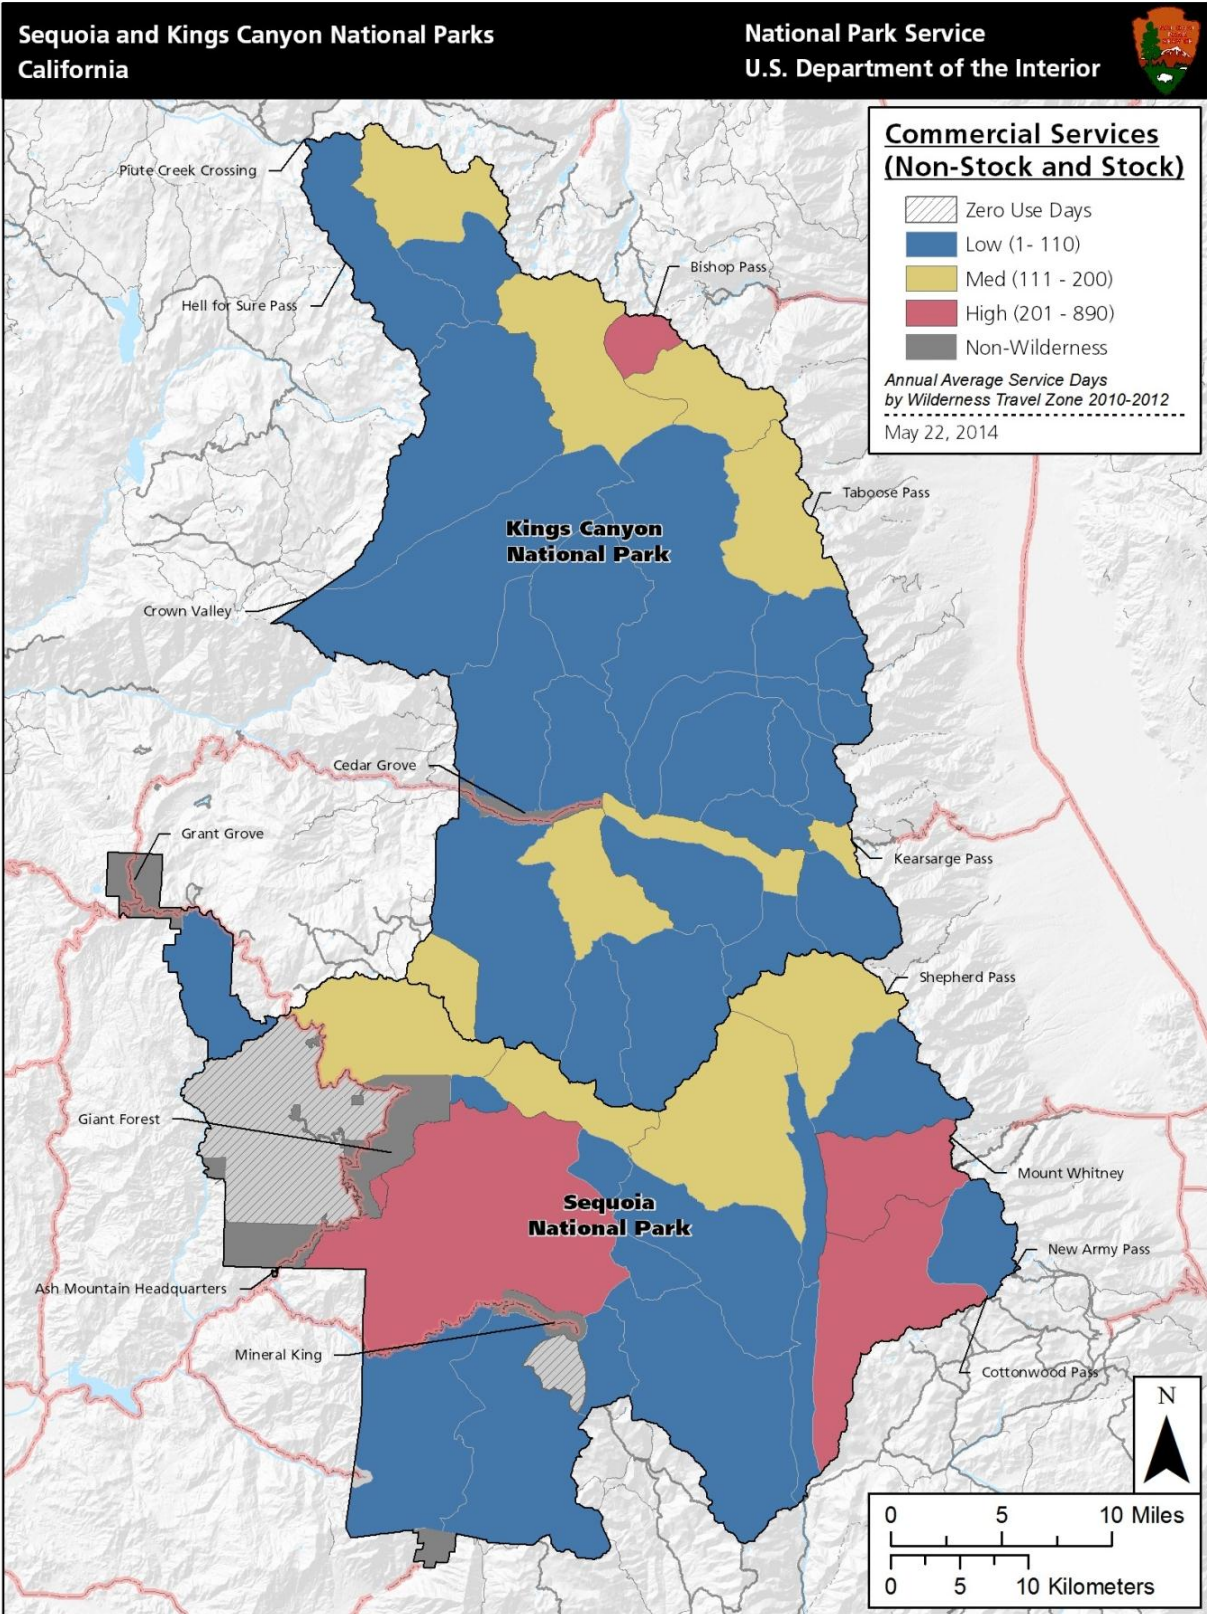 Sequoia and Kings Canyon National Parks
California
National Park Service
U.S. Department of the Interior
Commercial Services
(Non-Stock and Stock)
Zero Use Days
Low (1- 110)
Med (111 - 200)
High (201 - 890)
Non-Wilderness
Annual Average Service Days
by Wilderness Travel Zone 2010-2012
May 22, 2014
Piute Creek Crossing
Bishop Pass
Hell for Sure Pass
Taboose Pass
Kings Canyon
National Park
Crown Valley
Cedar Grove
Grant Grove
Kearsarge Pass
Shepherd Pass
Giant Forest
Mount Whitney
Sequoia
National Park
New Army Pass
Ash Mountain Headquarters
Mineral King
Cottonwood Pass
N
0 5 10 Miles
0 5 10 Kilometers